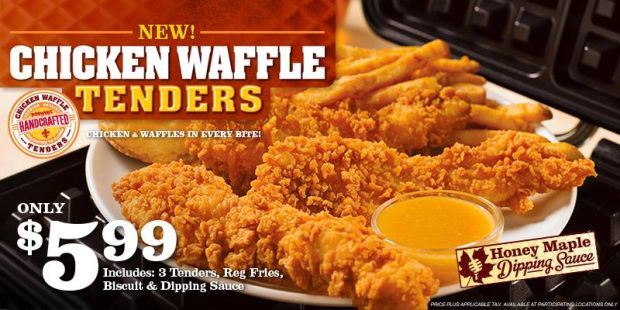 NEW!
CHICKEN WAFFLE
TENDERS
CHICKEN WAFFLE
HANDCRAFTED
TENDERS
CHICKEN & WAFFLES IN EVERY BITE!
ONLY
$5.99
Includes: 3 Tenders, Reg Fries,
Biscuit & Dipping Sauce
Honey Maple
Dipping Sauce
PRICE PLUS APPLICABLE TAX. AVAILABLE AT PARTICIPATING LOCATIONS ONLY